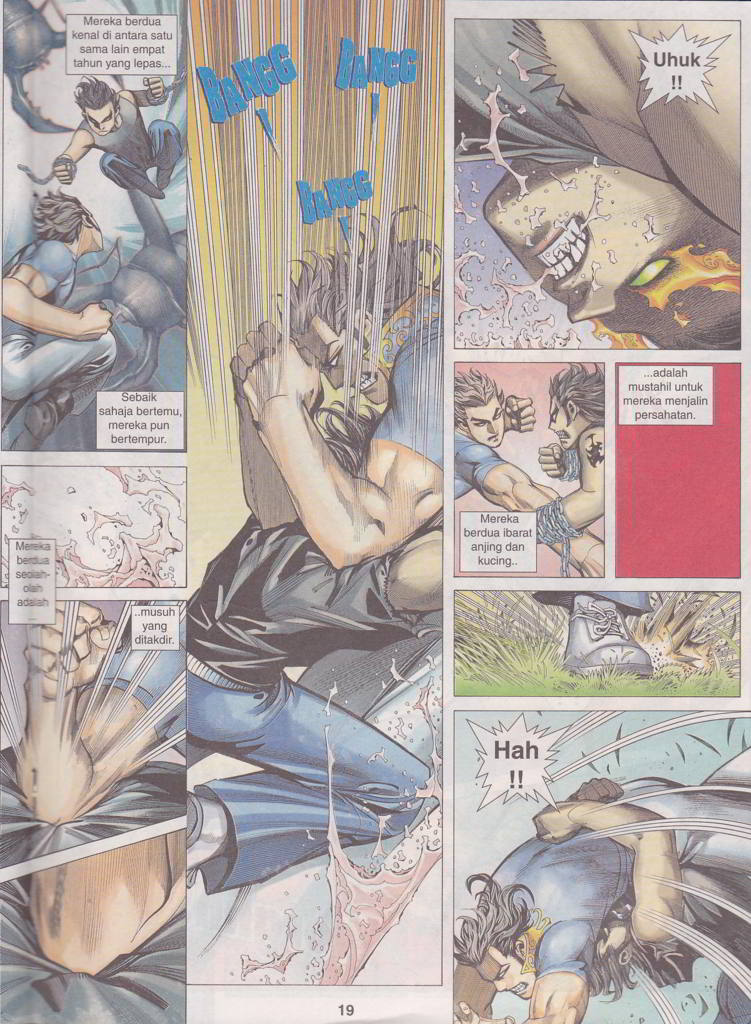 Mereka berdua
kenal di antara satu
sama lain empat
tahun yang lepas...
Sebaik
sahaja bertemu,
mereka pun
bertempur.
Mereka
berdua
seolah-
olah
adalah
...
..musuh
yang
ditakdir.
BANGG
!
BANGG
!
BANGG
!
Uhuk
!!
Mereka
berdua ibarat
anjing dan
kucing..
...adalah
mustahil untuk
mereka menjalin
persahatan.
Hah
!!
19